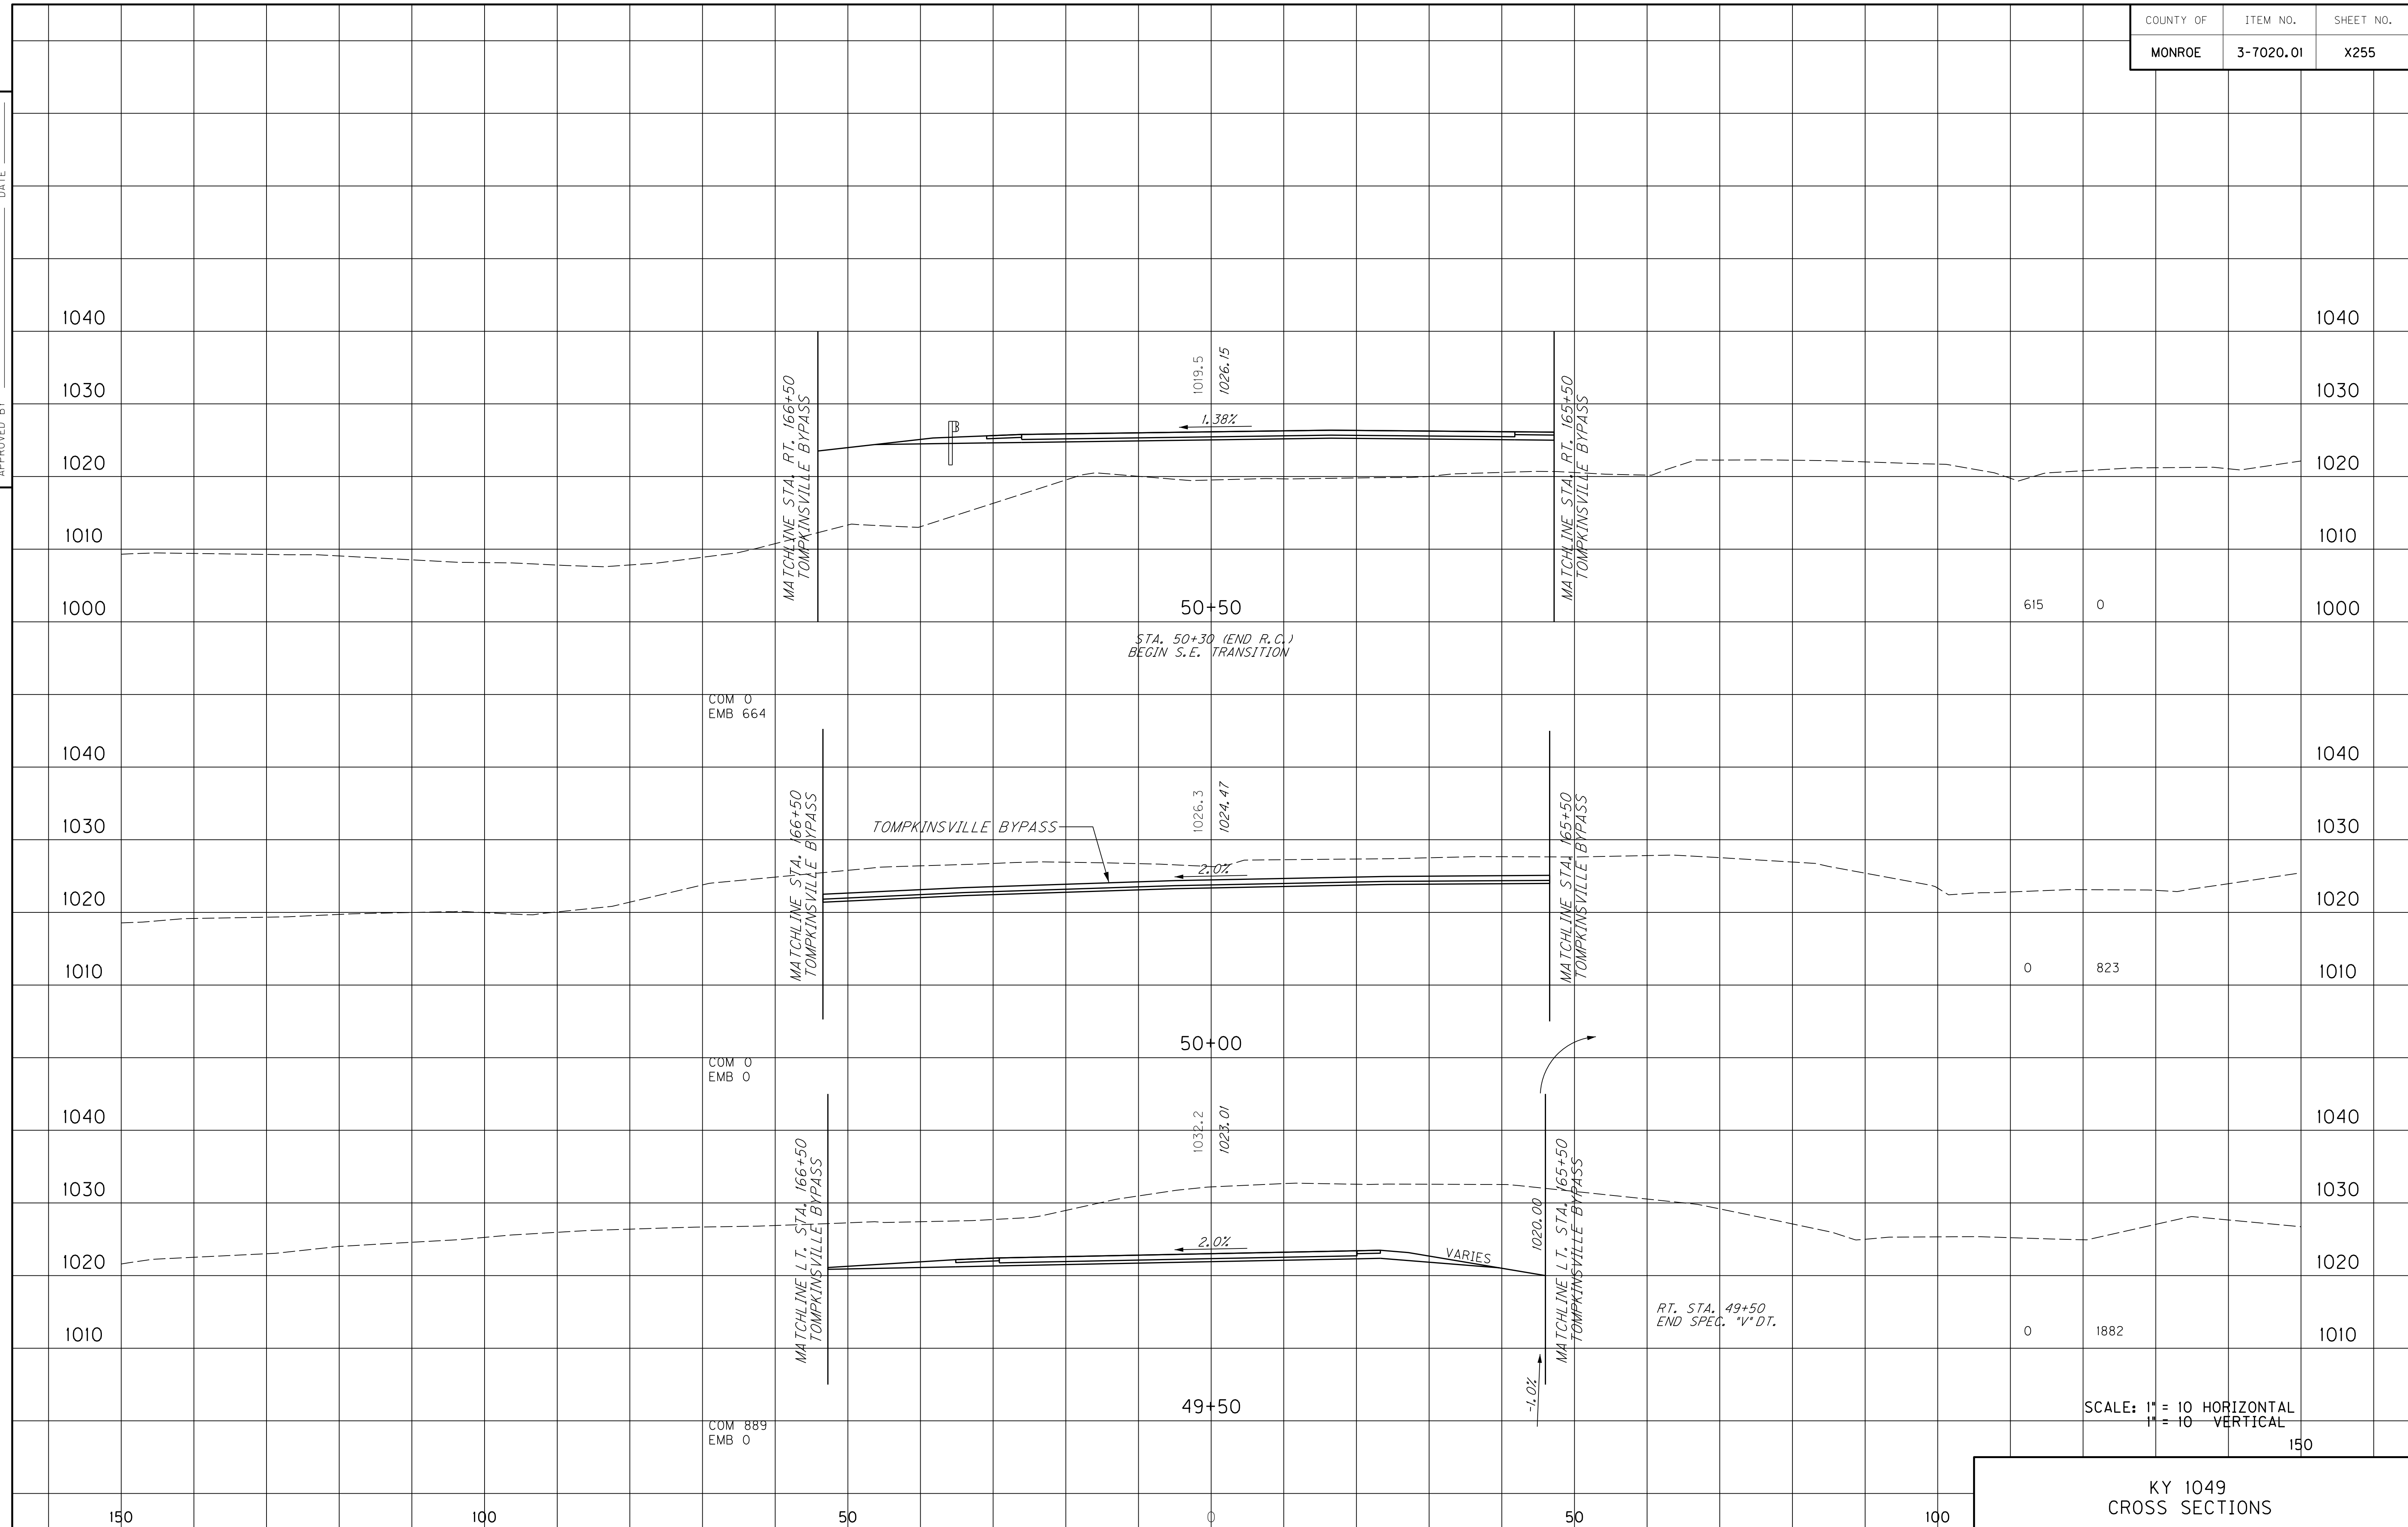 COUNTY OF
ITEM NO.
SHEET NO.
MONROE
3-7020.01
X255
DATE
APPROVED BY
1040
1030
1020
1010
1000
MATCHLINE STA. RT. 166+50
TOMPKINSVILLE BYPASS
1019.5
1026.15
1.38%
MATCHLINE STA. RT. 165+50
TOMPKINSVILLE BYPASS
50+50
615
0
1040
1030
1020
1010
1000
STA. 50+30 (END R.C.)
BEGIN S.E. TRANSITION
COM 0
EMB 664
1040
1030
1020
1010
MATCHLINE STA. 166+50
TOMPKINSVILLE BYPASS
TOMPKINSVILLE BYPASS
1026.3
1024.47
2.0%
MATCHLINE STA. 165+50
TOMPKINSVILLE BYPASS
0
823
1040
1030
1020
1010
50+00
COM 0
EMB 0
1040
1030
1020
1010
MATCHLINE LT. STA. 166+50
TOMPKINSVILLE BYPASS
1032.2
1023.01
2.0%
VARIES
1020.00
MATCHLINE LT. STA. 165+50
TOMPKINSVILLE BYPASS
RT. STA. 49+50
END SPEC. "V" DT.
0
1882
1040
1030
1020
1010
-1.0%
49+50
COM 889
EMB 0
SCALE: 1" = 10 HORIZONTAL
1" = 10 VERTICAL
150
150
100
50
0
50
100
KY 1049
CROSS SECTIONS